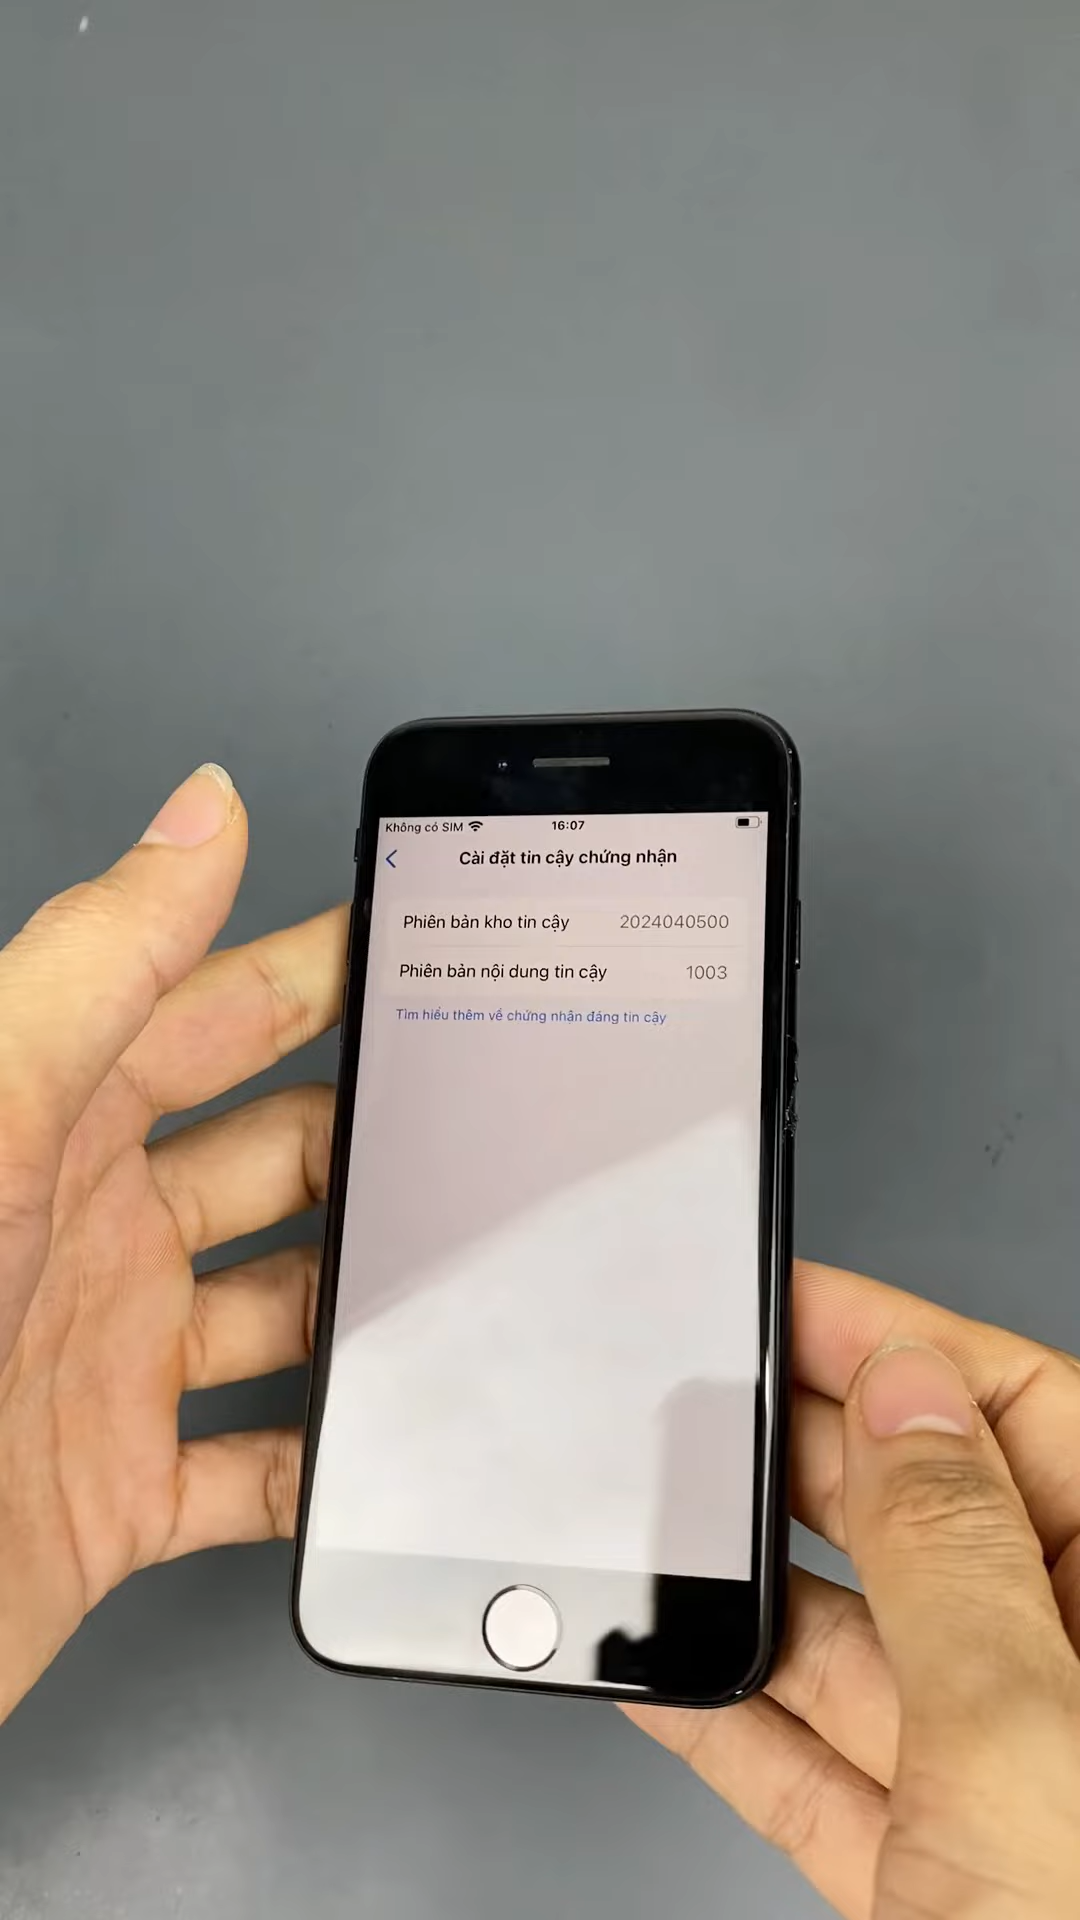 Không có SIM 16:07
Cài đặt tin cậy chứng nhận
Phiên bản kho tin cậy 2024040500
Phiên bản nội dung tin cậy 1003
Tìm hiểu thêm về chứng nhận đáng tin cậy